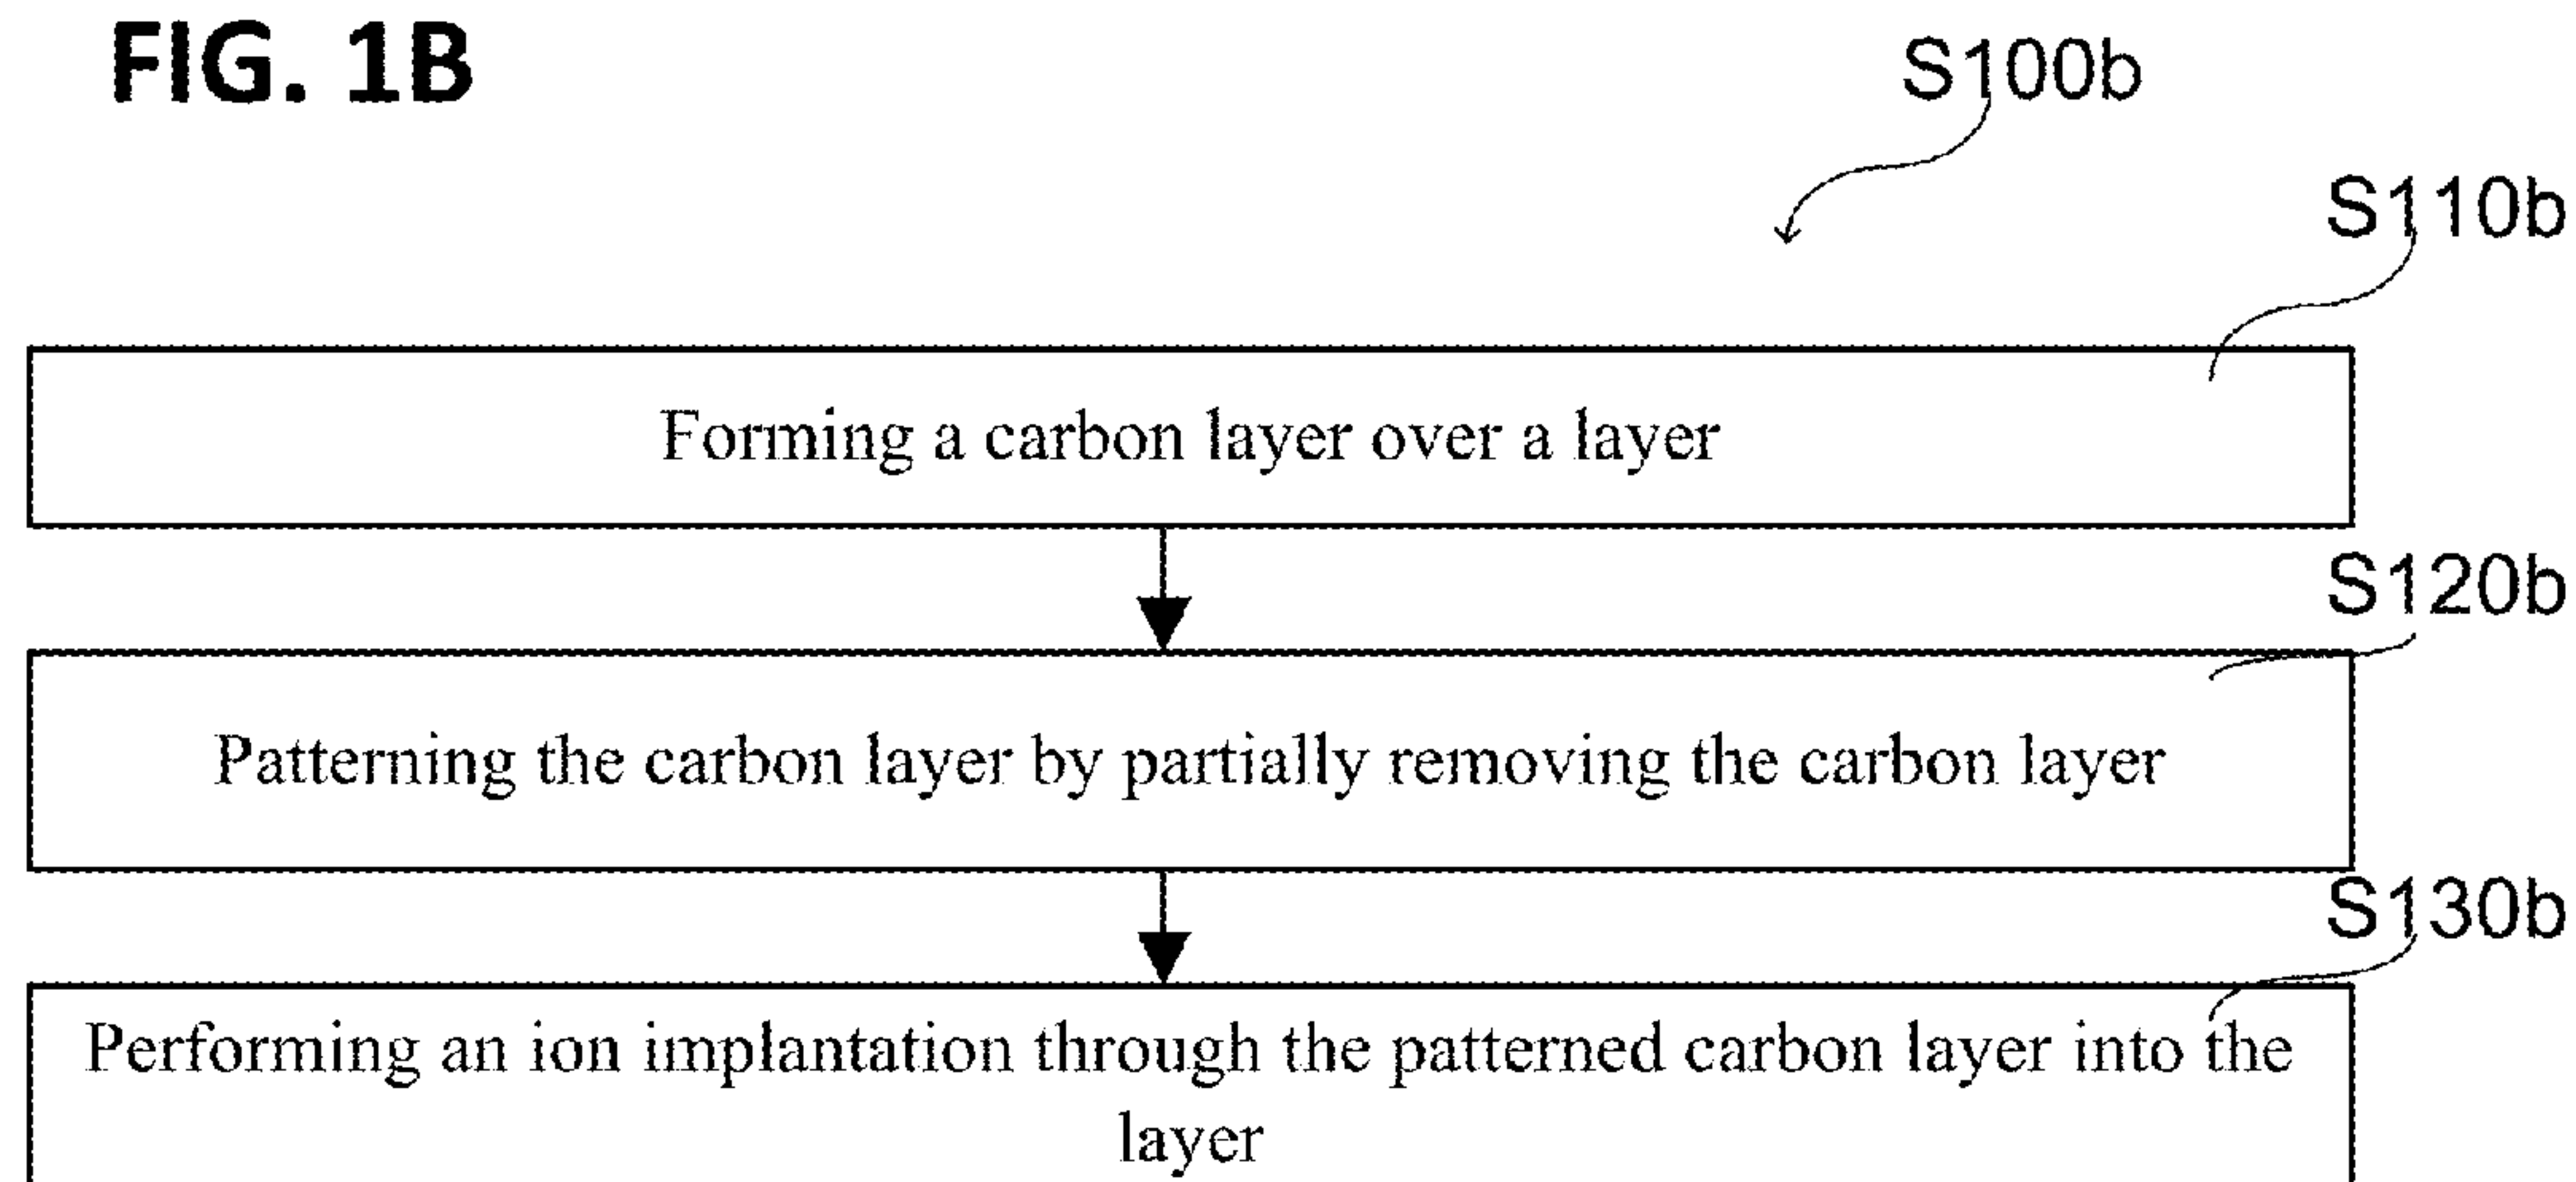 FIG. 1B
S100b
S110b
Forming a carbon layer over a layer
S120b
Patterning the carbon layer by partially removing the carbon layer
S130b
Performing an ion implantation through the patterned carbon layer into the
layer